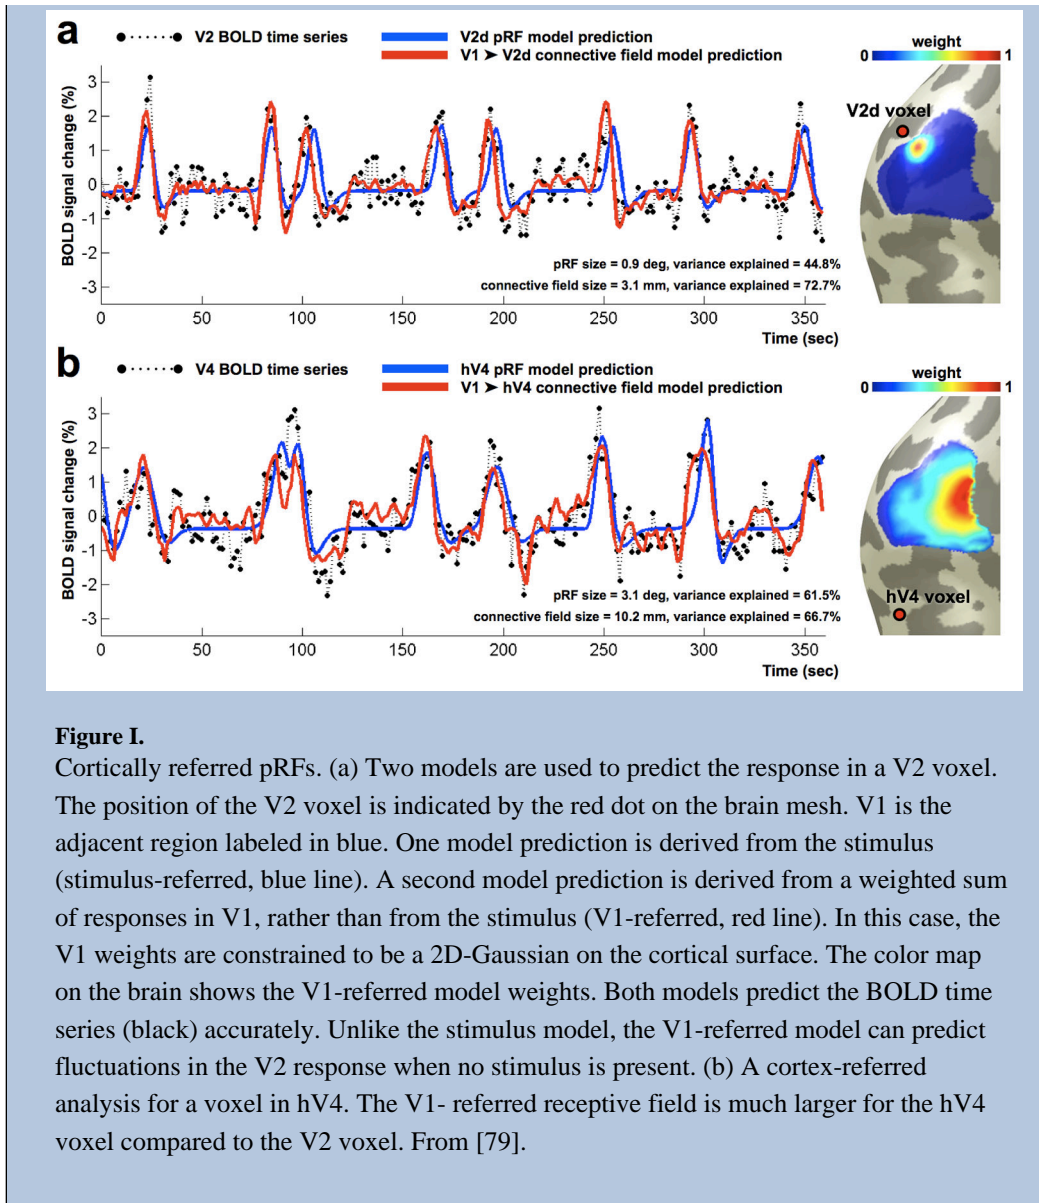 a
V2 BOLD time series
V2d pRF model prediction
V1 ➤ V2d connective field model prediction
weight
0
1
V2d voxel
BOLD signal change (%)
3
2
1
0
-1
-2
-3
pRF size = 0.9 deg, variance explained = 44.8%
connective field size = 3.1 mm, variance explained = 72.7%
0 50 100 150 200 250 300 350
Time (sec)
b
V4 BOLD time series
hV4 pRF model prediction
V1 ➤ hV4 connective field model prediction
weight
0
1
BOLD signal change (%)
3
2
1
0
-1
-2
-3
hV4 voxel
pRF size = 3.1 deg, variance explained = 61.5%
connective field size = 10.2 mm, variance explained = 66.7%
0 50 100 150 200 250 300 350
Time (sec)
Figure I.
Cortically referred pRFs. (a) Two models are used to predict the response in a V2 voxel.
The position of the V2 voxel is indicated by the red dot on the brain mesh. V1 is the
adjacent region labeled in blue. One model prediction is derived from the stimulus
(stimulus-referred, blue line). A second model prediction is derived from a weighted sum
of responses in V1, rather than from the stimulus (V1-referred, red line). In this case, the
V1 weights are constrained to be a 2D-Gaussian on the cortical surface. The color map
on the brain shows the V1-referred model weights. Both models predict the BOLD time
series (black) accurately. Unlike the stimulus model, the V1-referred model can predict
fluctuations in the V2 response when no stimulus is present. (b) A cortex-referred
analysis for a voxel in hV4. The V1- referred receptive field is much larger for the hV4
voxel compared to the V2 voxel. From [79].